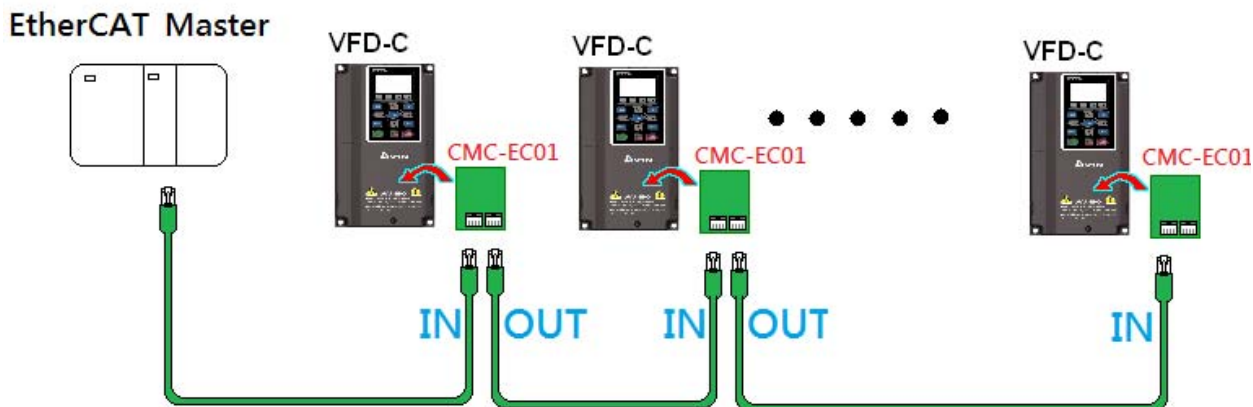 EtherCAT Master
VFD-C
VFD-C
VFD-C
CMC-EC01
CMC-EC01
CMC-EC01
IN
OUT
IN
OUT
IN